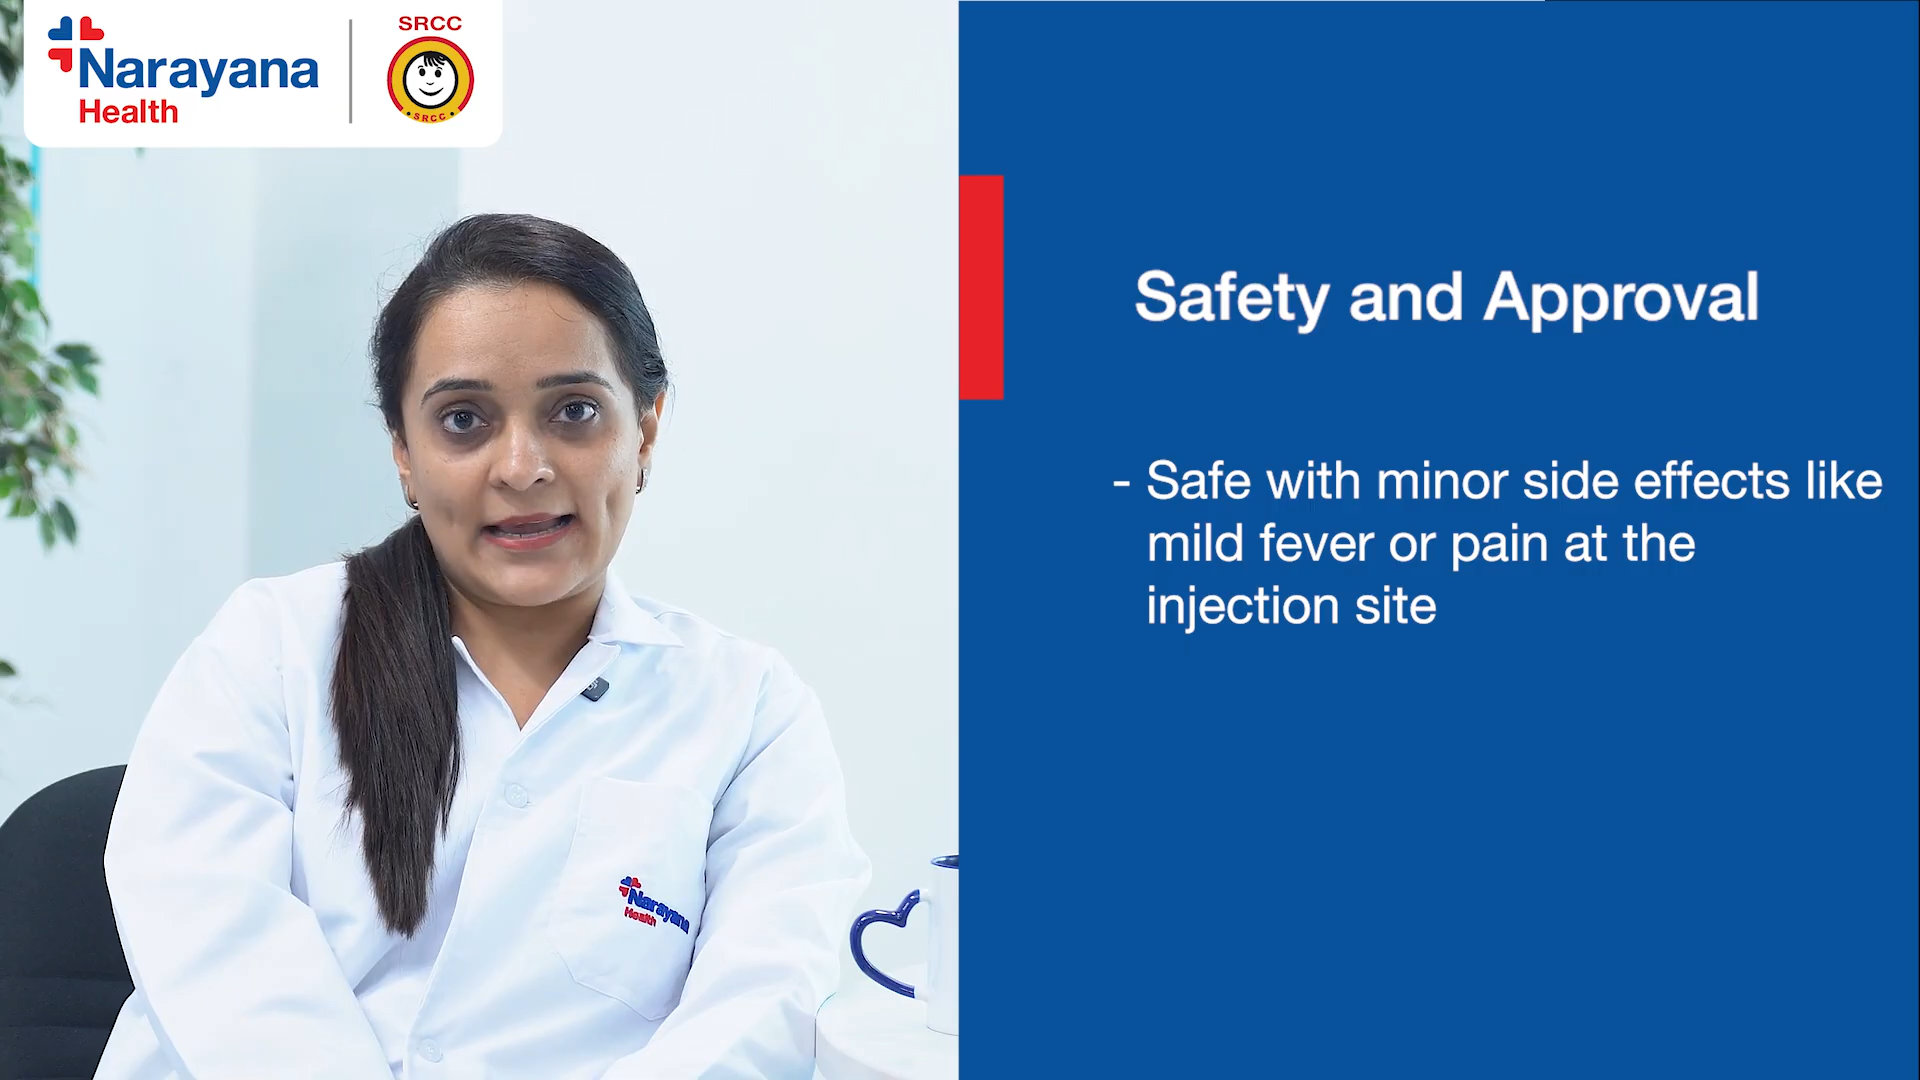 Narayana
Health
SRCC
SRCC
Safety and Approval
- Safe with minor side effects like
mild fever or pain at the
injection site
Narayana
Health